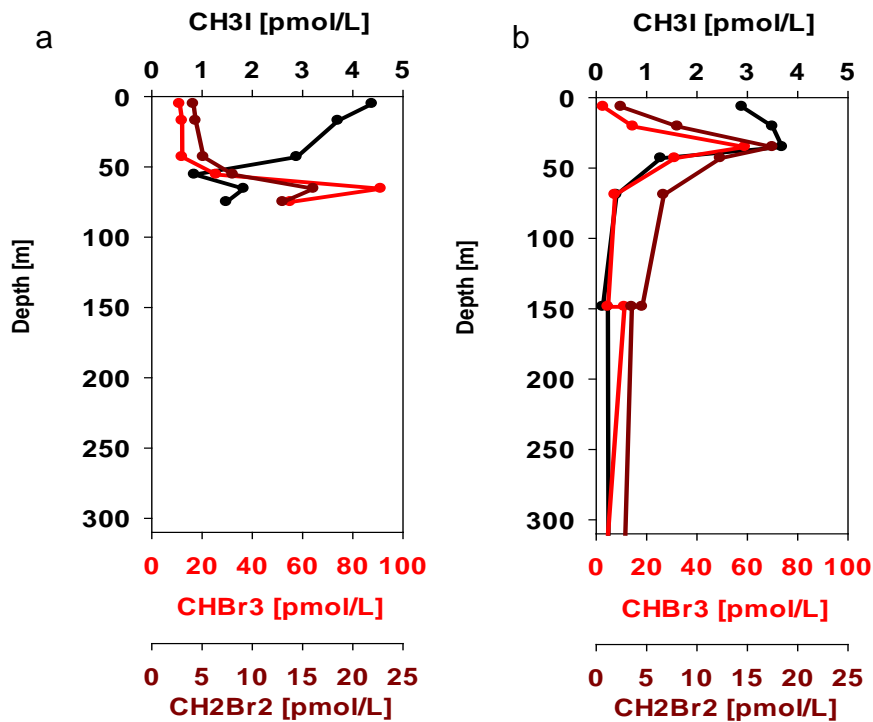 a
CH3I [pmol/L]
0 1 2 3 4 5
Depth [m]
0
50
100
150
200
250
300
0 20 40 60 80 100
CHBr3 [pmol/L]
0 5 10 15 20 25
CH2Br2 [pmol/L]
b
CH3I [pmol/L]
0 1 2 3 4 5
Depth [m]
0
50
100
150
200
250
300
0 20 40 60 80 100
CHBr3 [pmol/L]
0 5 10 15 20 25
CH2Br2 [pmol/L]